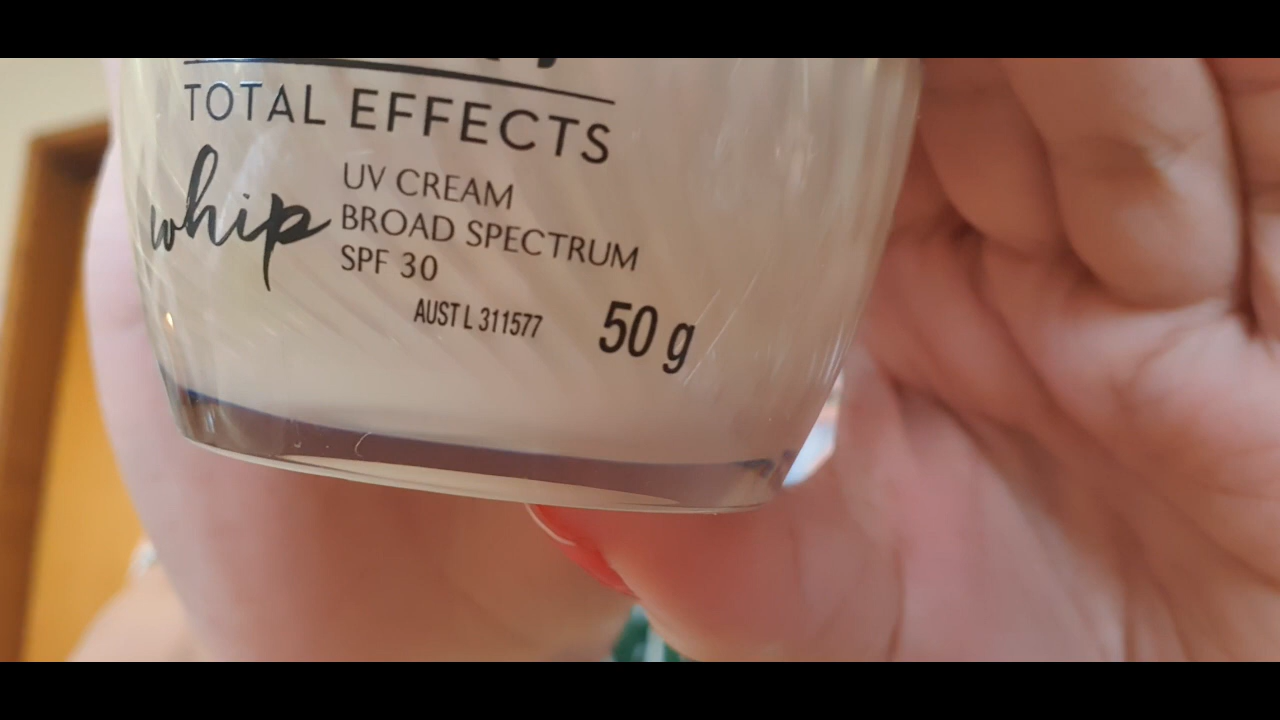 TOTAL EFFECTS
whip
UV CREAM
BROAD SPECTRUM
SPF 30
AUST L 311577
50 g